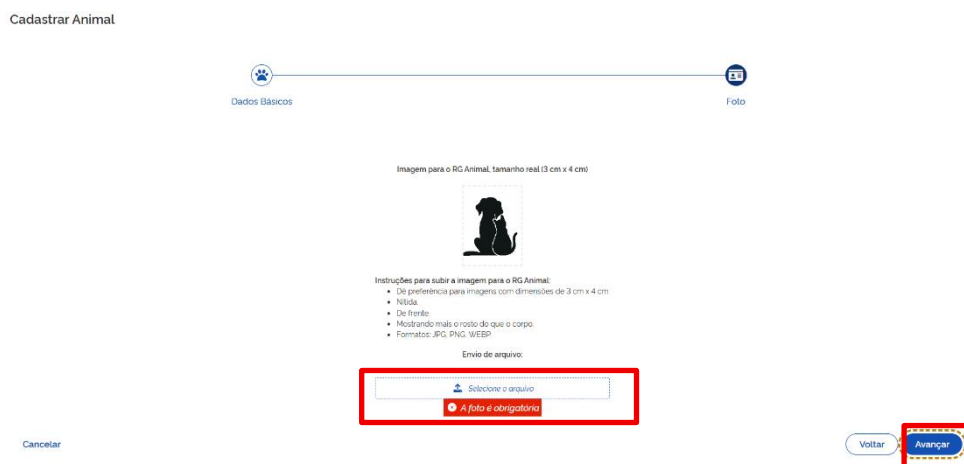 Cadastrar Animal
Dados Básicos
Foto
Imagem para o RG Animal, tamanho real (3 cm x 4 cm)
Instruções para subir a imagem para o RG Animal:
Dê preferência para imagens com dimensões de 3 cm x 4 cm
Nítida.
De frente.
Mostrando mais o rosto do que o corpo.
Formatos: JPG, PNG, WEBP.
Envio de arquivo:
Selecione o arquivo
A foto é obrigatória
Cancelar
Voltar
Avançar